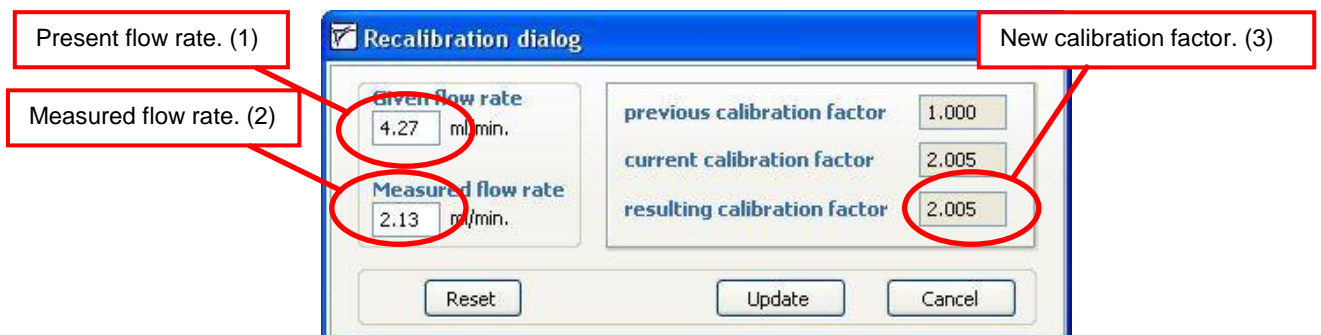 Present flow rate. (1)
Measured flow rate. (2)
New calibration factor. (3)
Recalibration dialog
Given flow rate
4.27 ml/min.
Measured flow rate
2.13 ml/min.
previous calibration factor 1.000
current calibration factor 2.005
resulting calibration factor 2.005
Reset Update Cancel